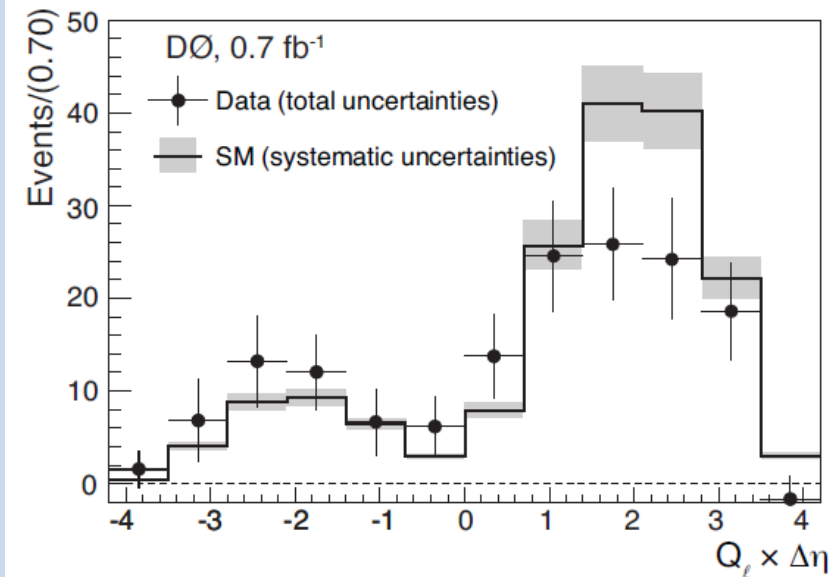 Events/(0.70)
50
40
30
20
10
0
DØ, 0.7 fb⁻¹
Data (total uncertainties)
SM (systematic uncertainties)
-4 -3 -2 -1 0 1 2 3 4
Q_ℓ × Δη